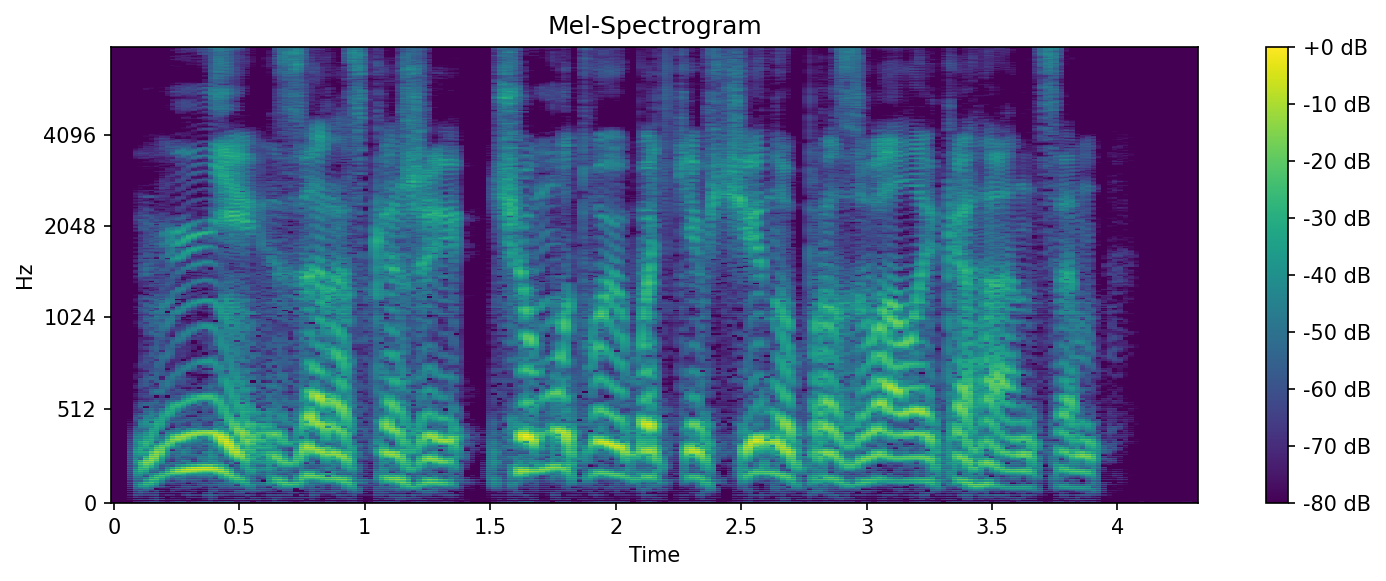 Mel-Spectrogram
+0 dB
4096
-10 dB
-20 dB
2048
-30 dB
Hz
-40 dB
1024
-50 dB
512
-60 dB
-70 dB
0
-80 dB
0 0.5 1 1.5 2 2.5 3 3.5 4
Time